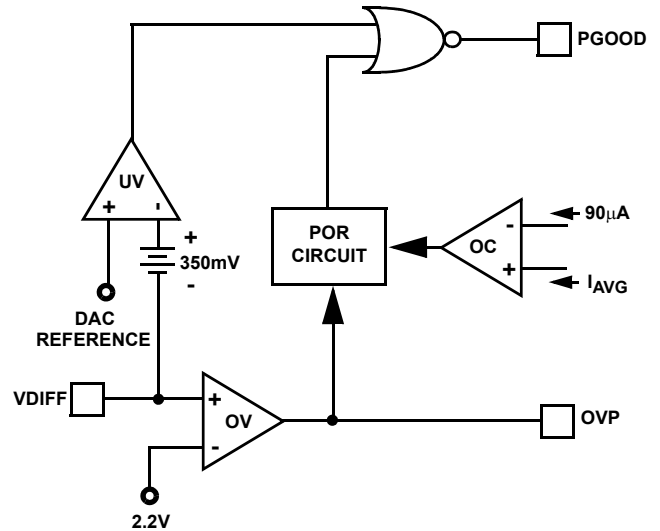 PGOOD
UV
+ -
+
350mV
-
DAC
REFERENCE
POR
CIRCUIT
OC
-
+
90µA
IAVG
VDIFF
+
-
OV
OVP
2.2V